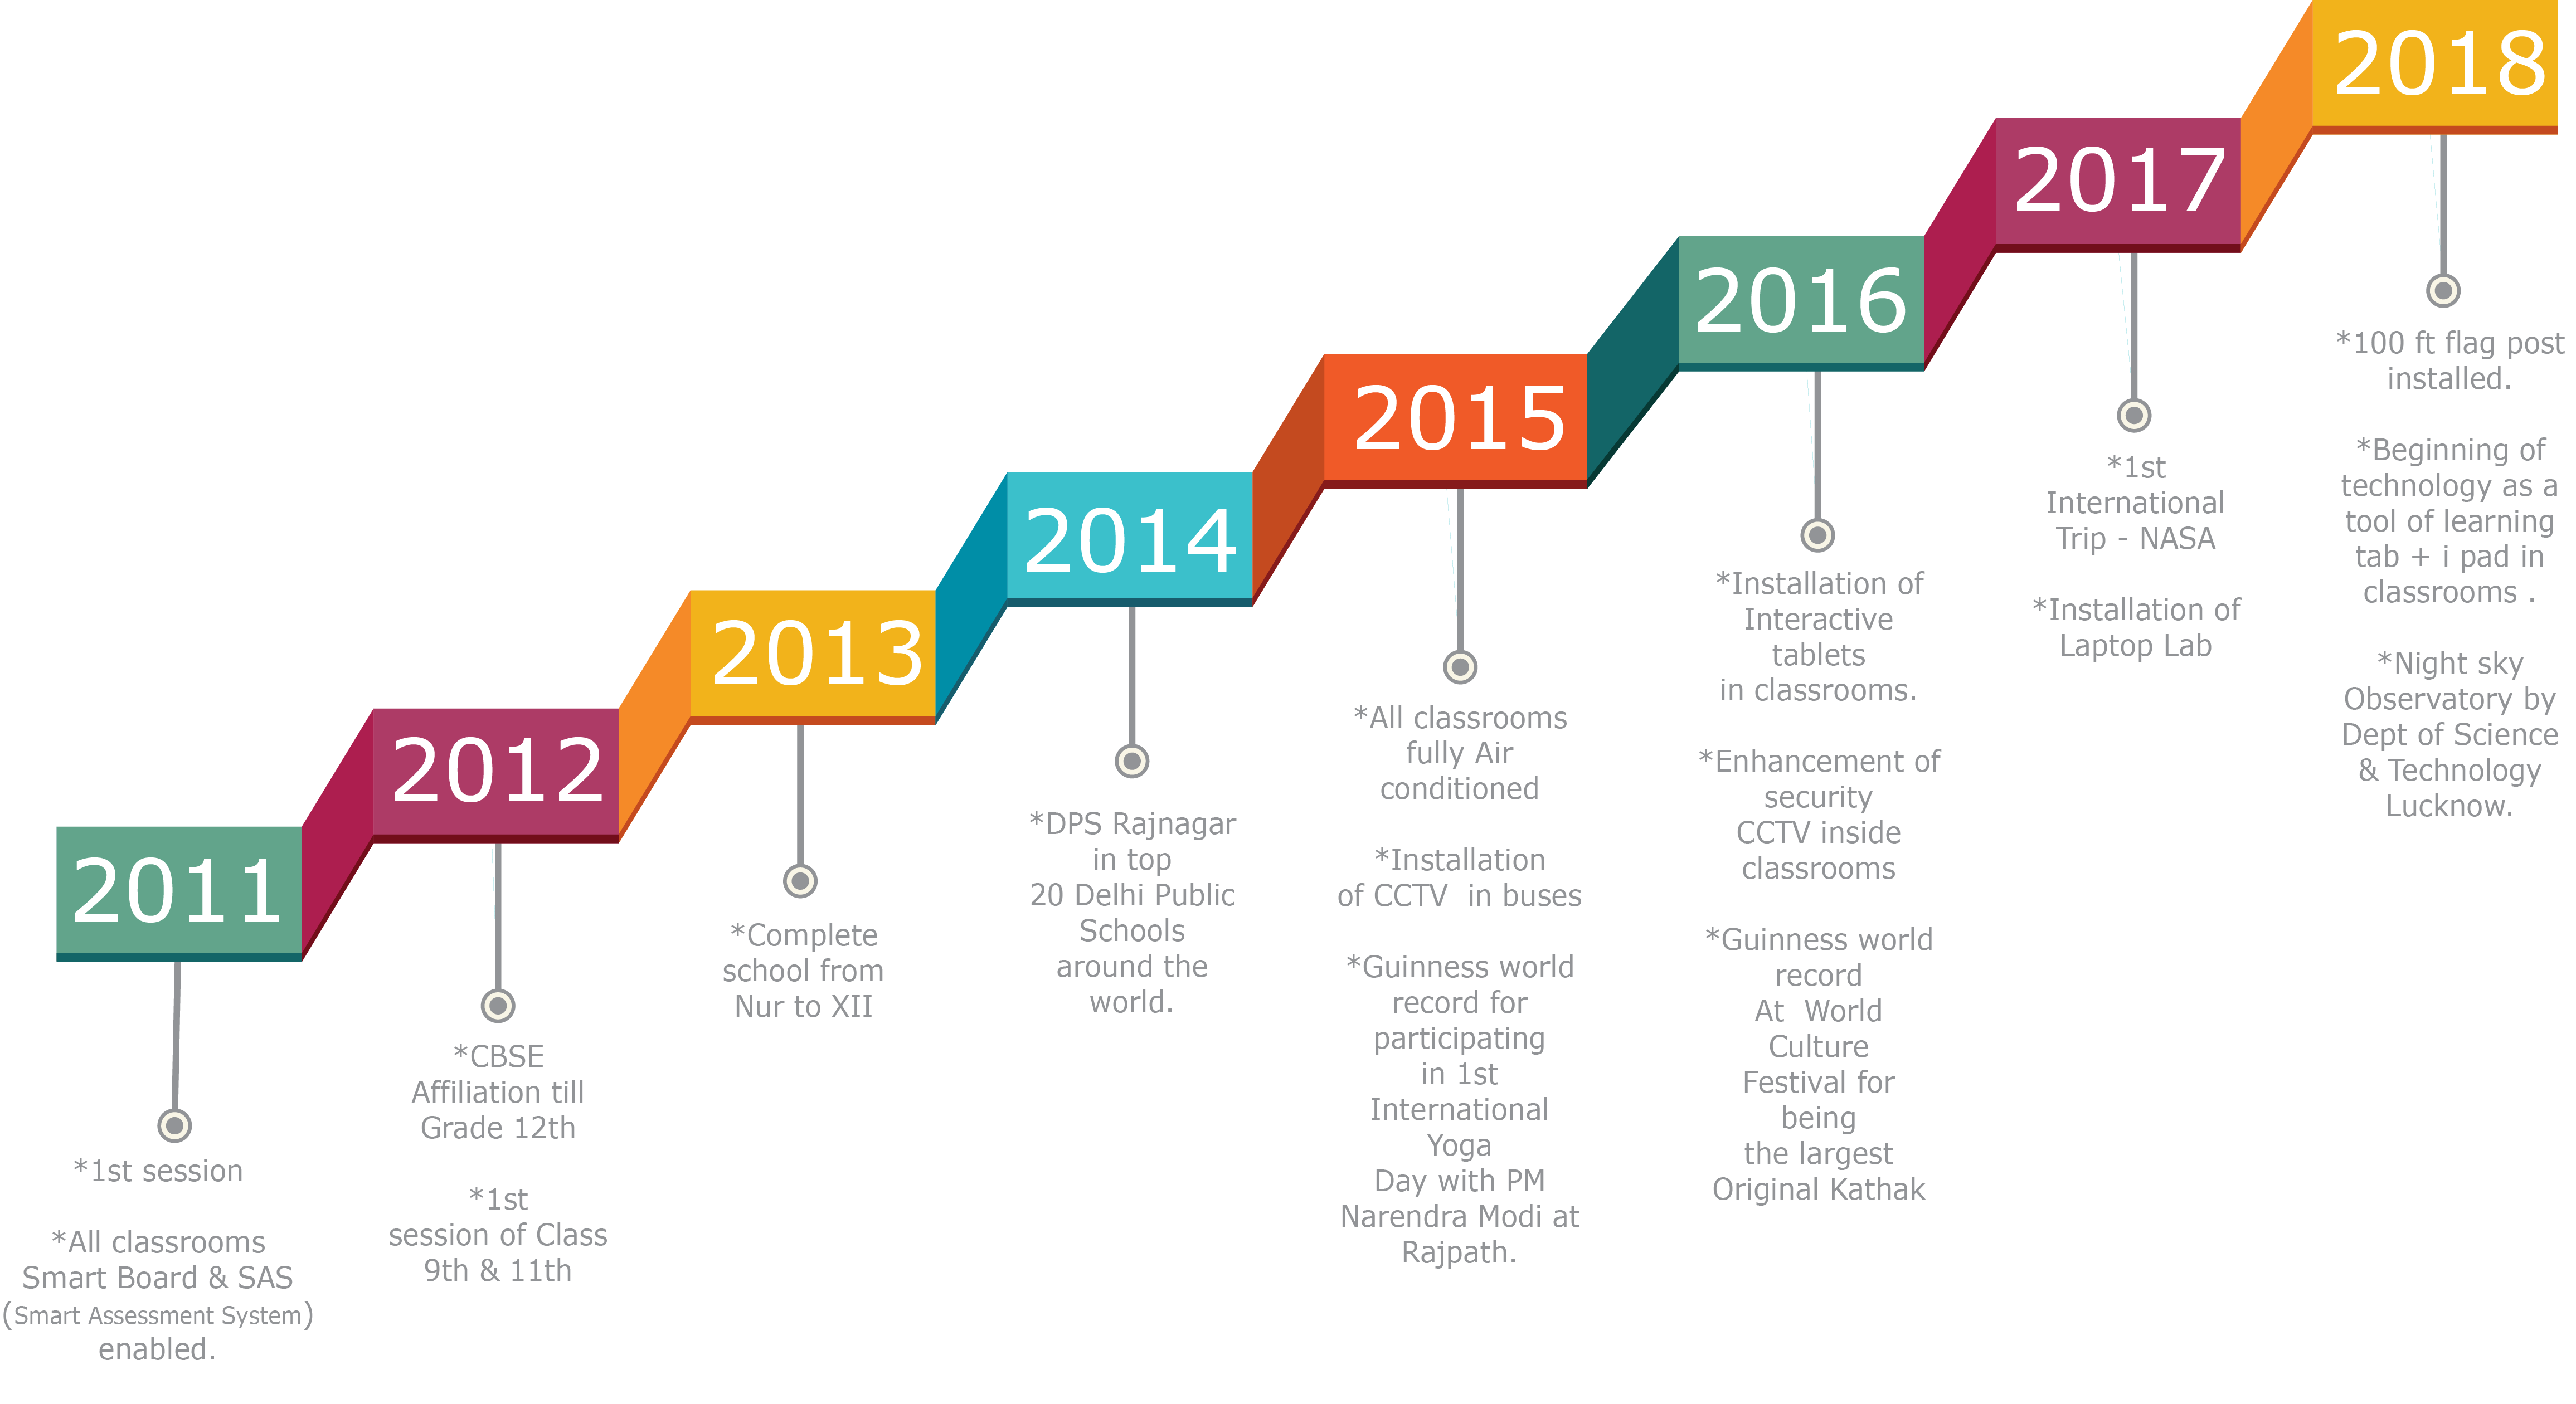 2011
*1st session
*All classrooms
Smart Board & SAS
(Smart Assessment System)
enabled.
2012
*CBSE
Affiliation till
Grade 12th
*1st
session of Class
9th & 11th
2013
*Complete
school from
Nur to XII
2014
*DPS Rajnagar
in top
20 Delhi Public
Schools
around the
world.
2015
*All classrooms
fully Air
conditioned
*Installation
of CCTV  in buses
*Guinness world
record for
participating
in 1st
International
Yoga
Day with PM
Narendra Modi at
Rajpath.
2016
*Installation of
Interactive
tablets
in classrooms.
*Enhancement of
security
CCTV inside
classrooms
*Guinness world
record
At  World
Culture
Festival for
being
the largest
Original Kathak
2017
*1st
International
Trip - NASA
*Installation of
Laptop Lab
2018
*100 ft flag post
installed.
*Beginning of
technology as a
tool of learning
tab + i pad in
classrooms .
*Night sky
Observatory by
Dept of Science
& Technology
Lucknow.